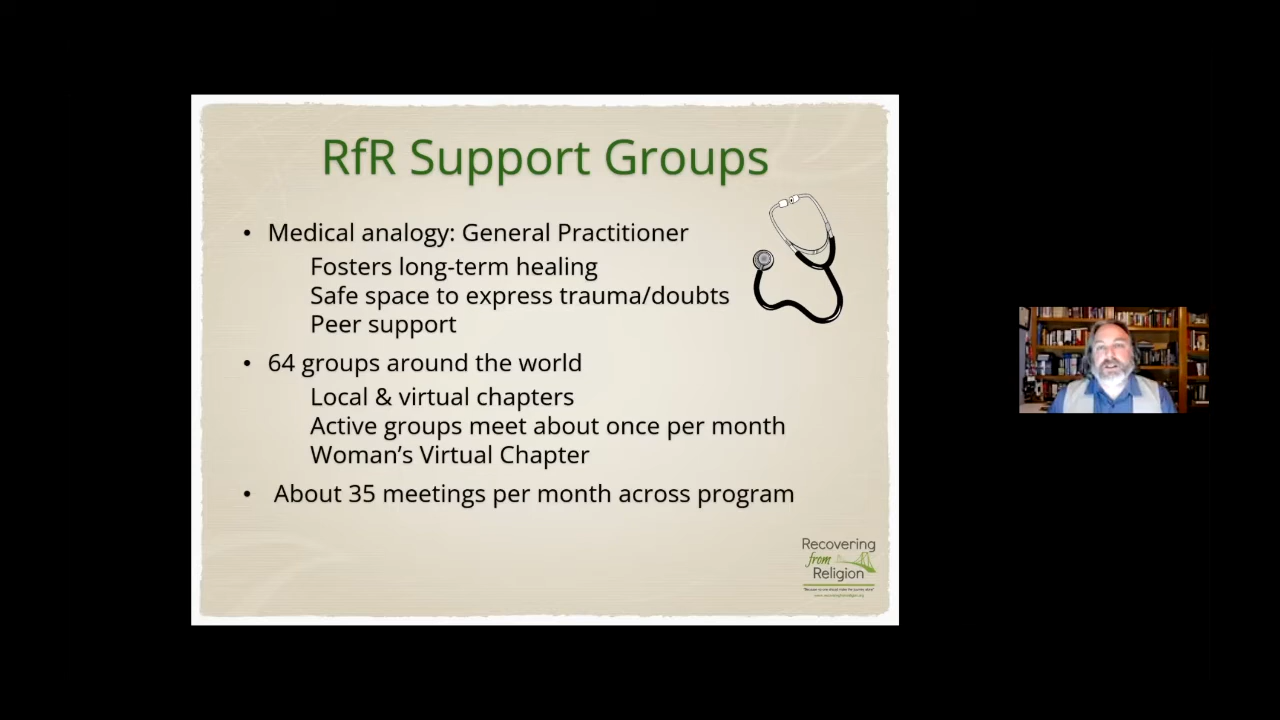 RfR Support Groups
• Medical analogy: General Practitioner
Fosters long-term healing
Safe space to express trauma/doubts
Peer support
• 64 groups around the world
Local & virtual chapters
Active groups meet about once per month
Woman’s Virtual Chapter
• About 35 meetings per month across program
Recovering
from
Religion